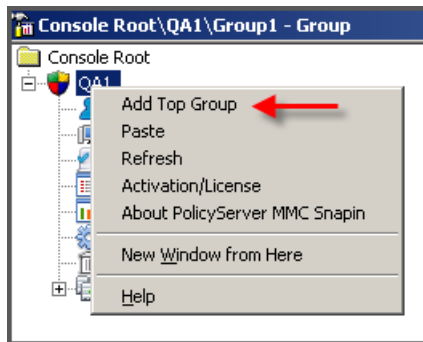 Console Root\QA1\Group1 - Group
Console Root
QA1
Add Top Group
Paste
Refresh
Activation/License
About PolicyServer MMC Snapin
New Window from Here
Help